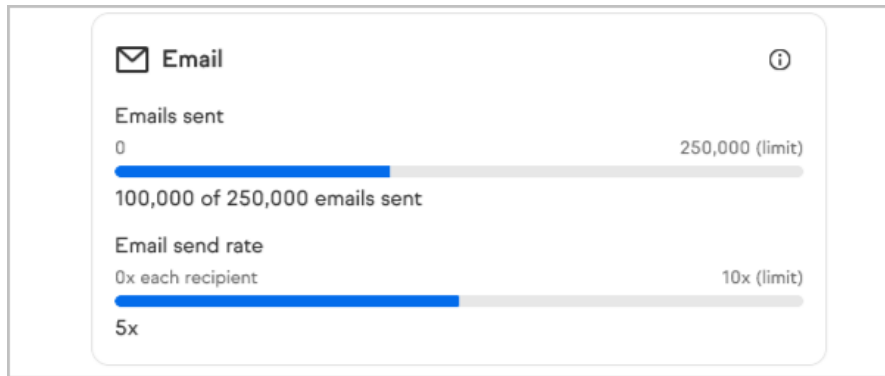 Email
Emails sent
0 250,000 (limit)
100,000 of 250,000 emails sent
Email send rate
0x each recipient 10x (limit)
5x